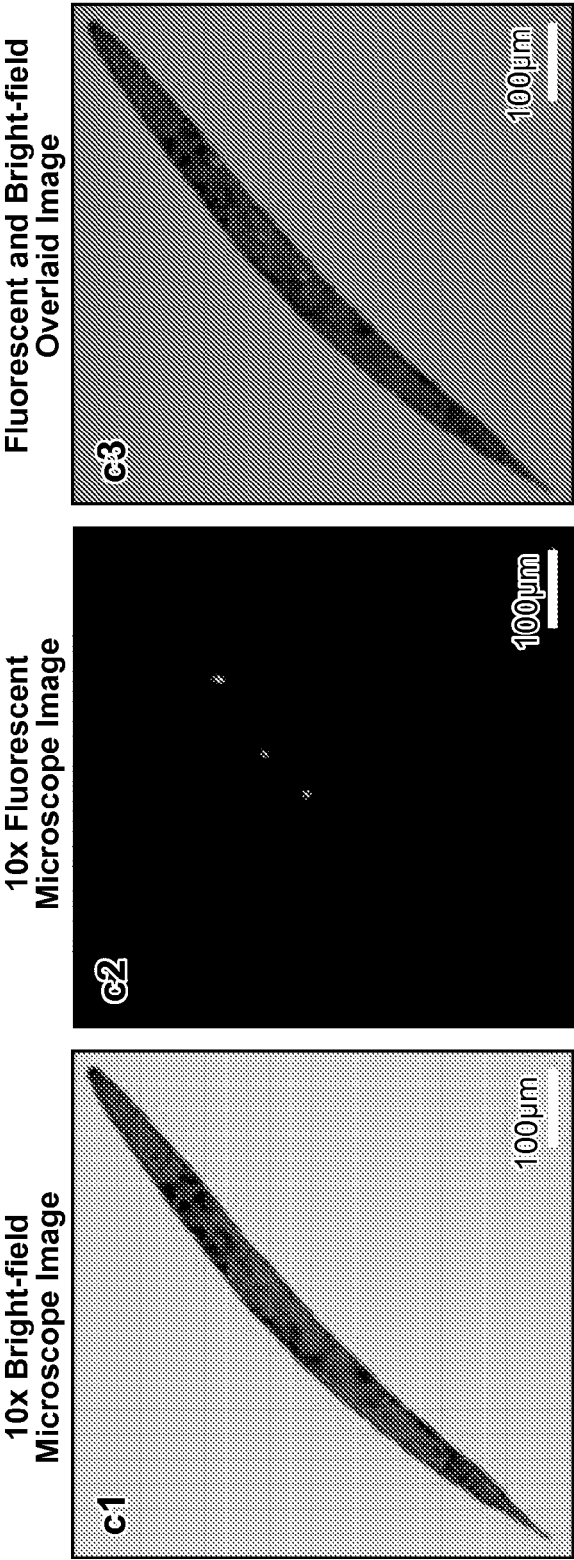 10x Bright-field
Microscope Image
c1
100μm
10x Fluorescent
Microscope Image
c2
100μm
Fluorescent and Bright-field
Overlaid Image
c3
100μm